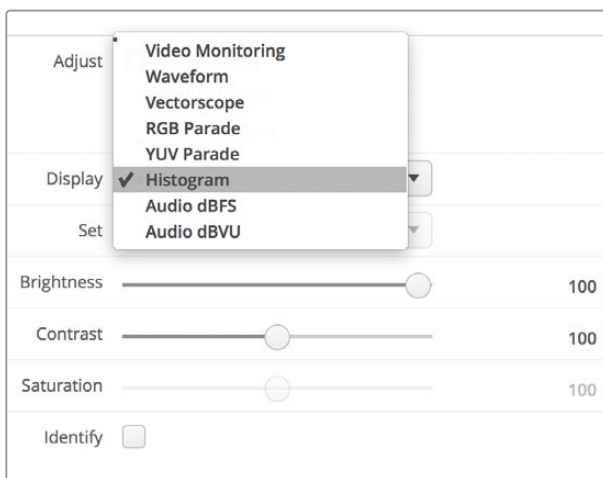 Adjust
Video Monitoring
Waveform
Vectorscope
RGB Parade
YUV Parade
Display ✓ Histogram
Audio dBFS
Set Audio dBVU
Brightness 100
Contrast 100
Saturation 100
Identify